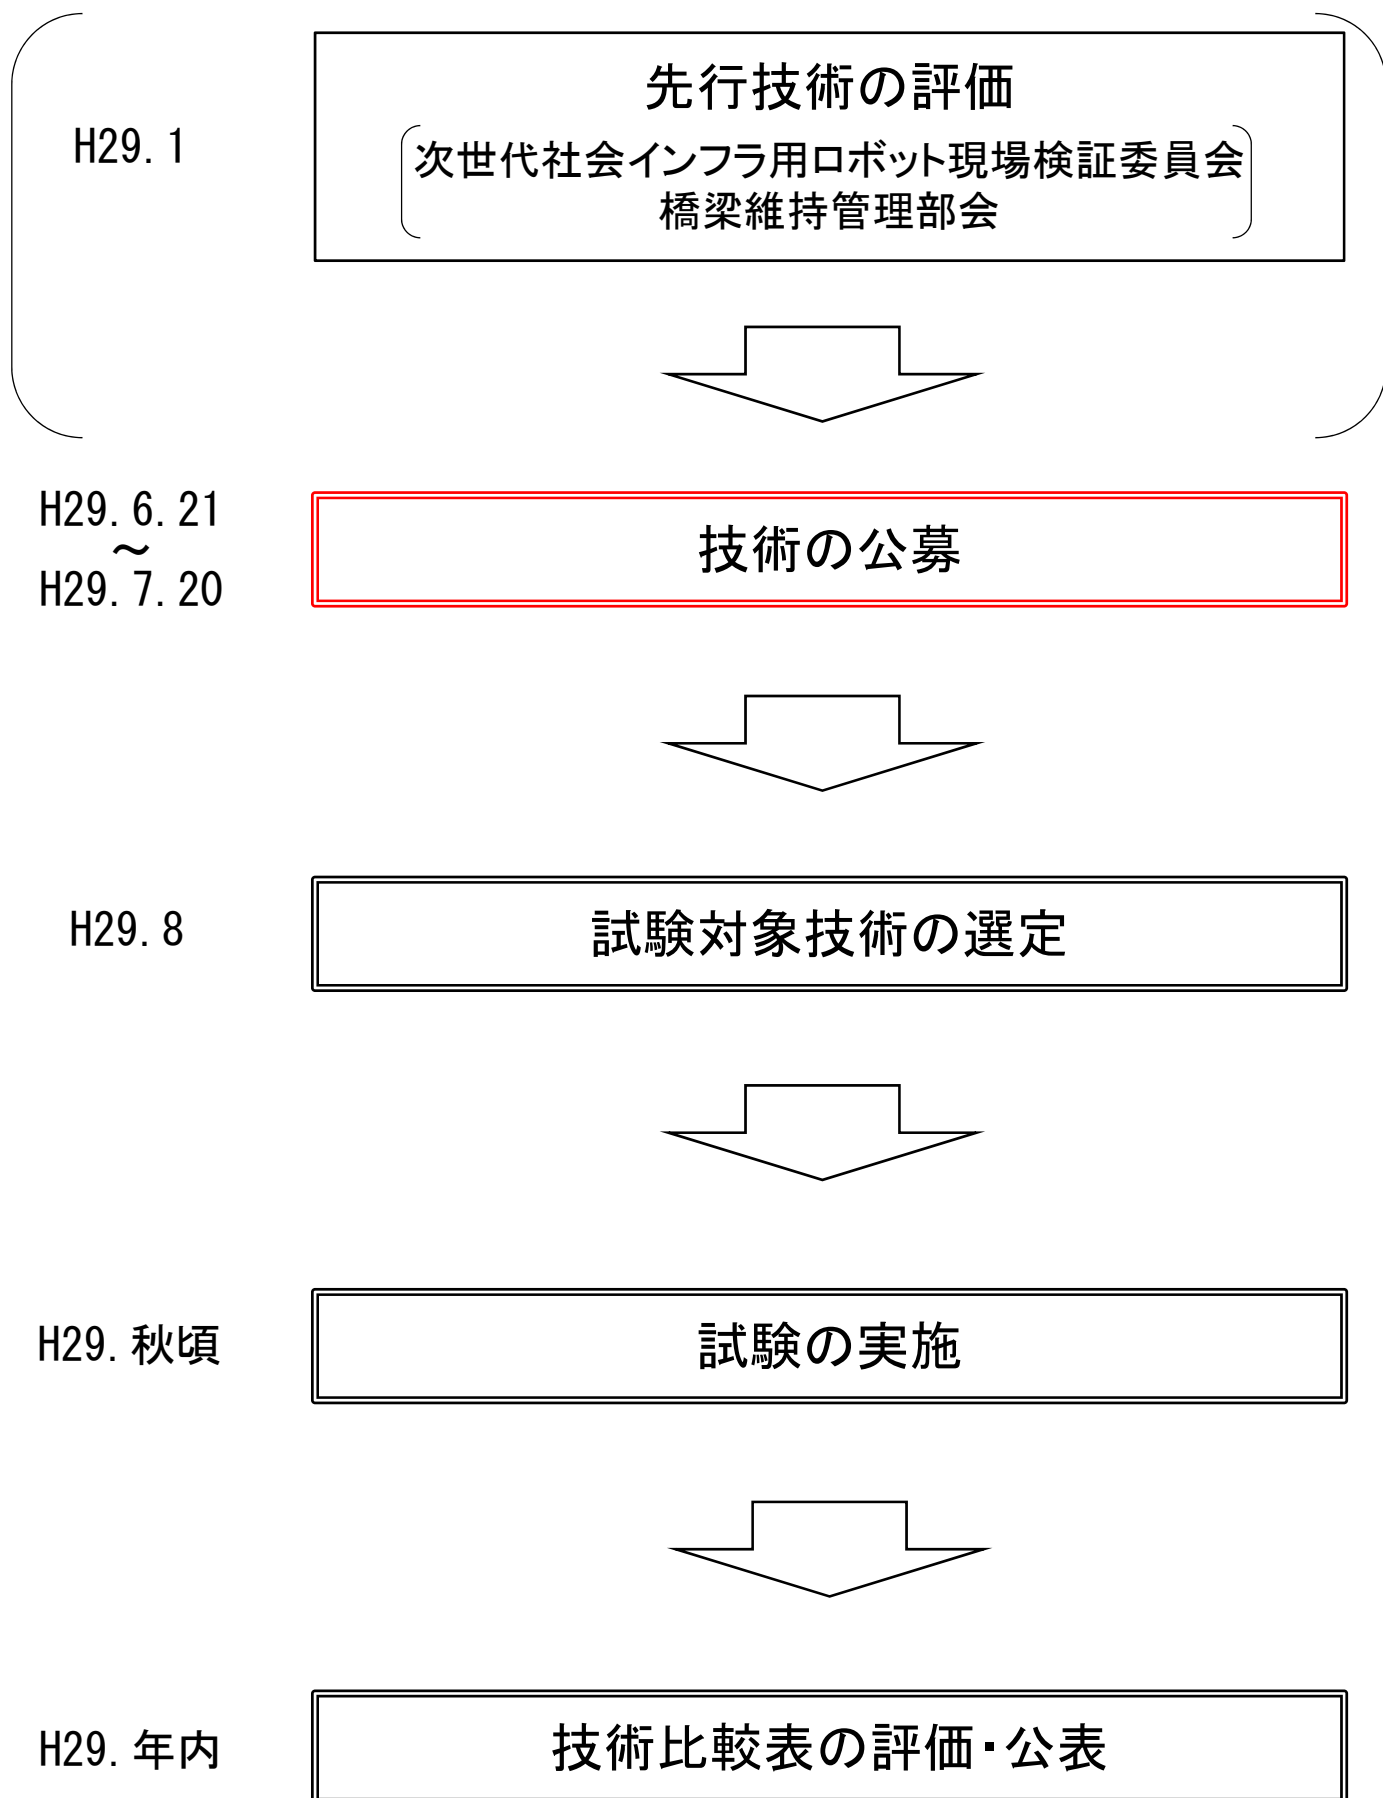 先行技術の評価
H29.1
次世代社会インフラ用ロボット現場検証委員会
橋梁維持管理部会
H29.6.21
～
H29.7.20
技術の公募
H29.8
試験対象技術の選定
H29.秋頃
試験の実施
H29.年内
技術比較表の評価・公表